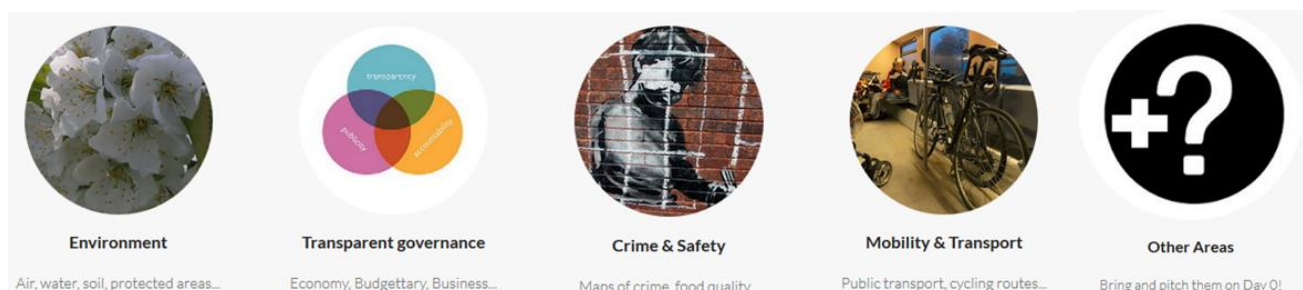 transparency
publicity
accountability
+?
Environment
Transparent governance
Crime & Safety
Mobility & Transport
Other Areas
Air, water, soil, protected areas...
Economy, Budgettary, Business...
Maps of crime, food quality...
Public transport, cycling routes...
Bring and pitch them on Day 0!